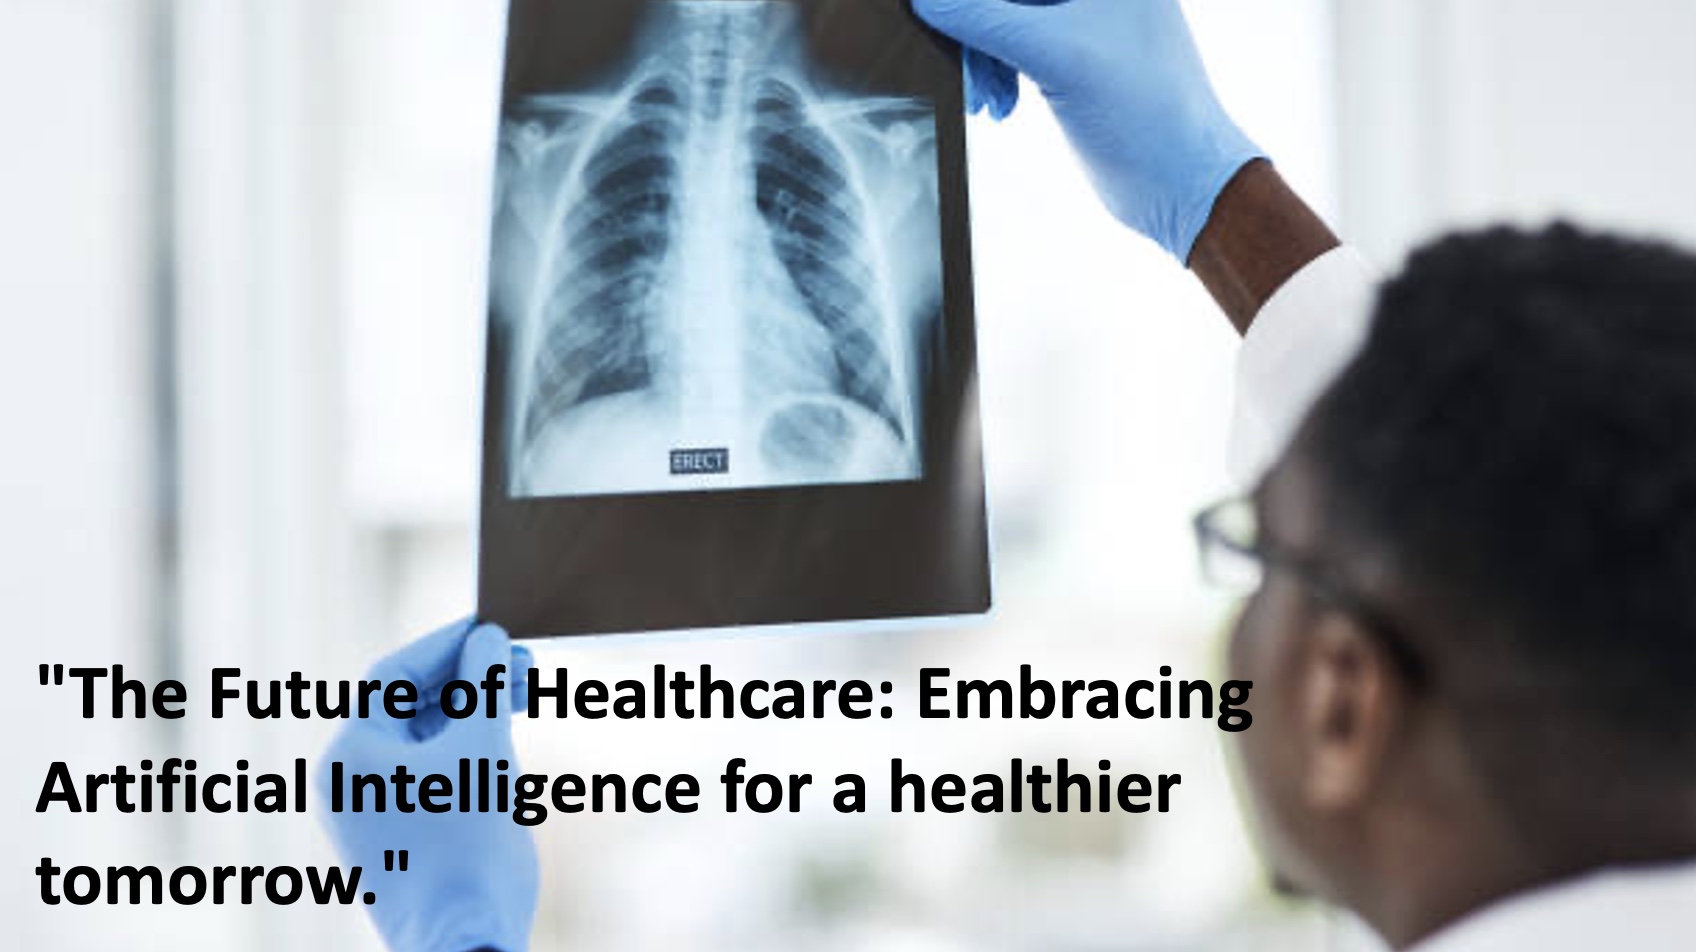 ERECT
"The Future of Healthcare: Embracing
Artificial Intelligence for a healthier
tomorrow."